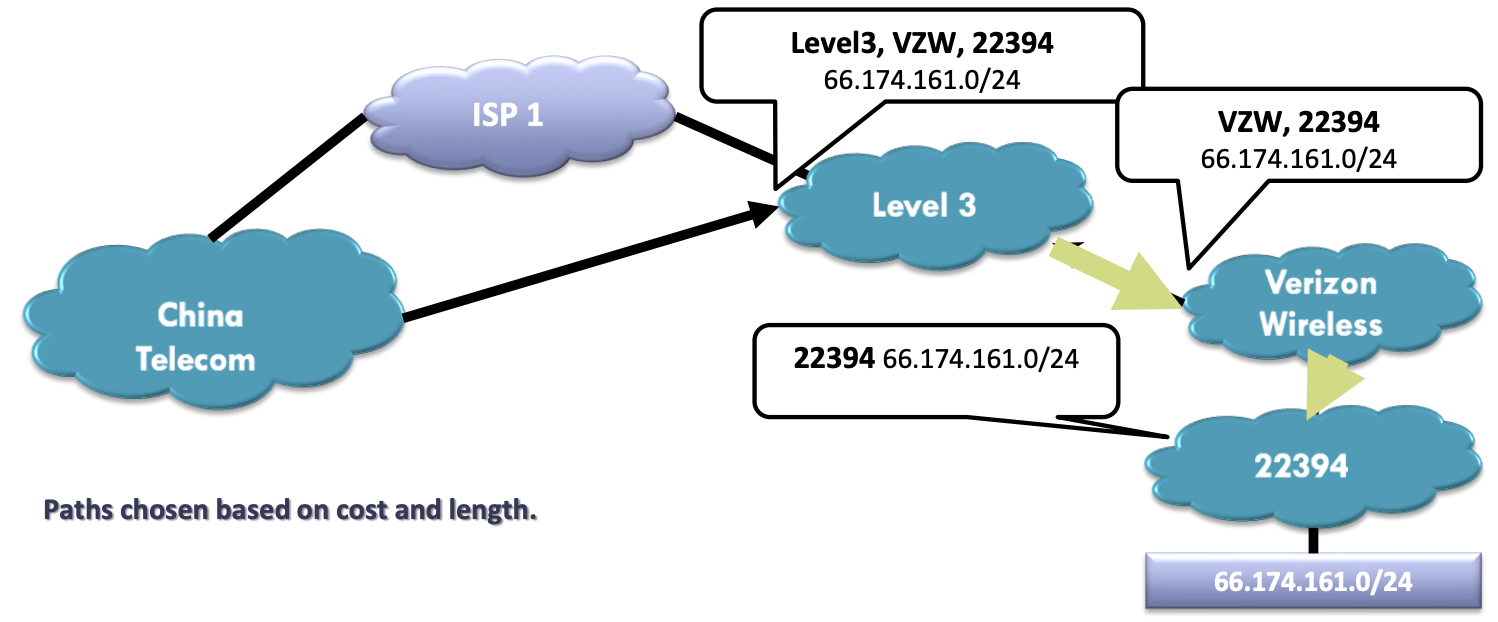 Level3, VZW, 22394
66.174.161.0/24
ISP 1
VZW, 22394
66.174.161.0/24
Level 3
China
Telecom
Verizon
Wireless
22394 66.174.161.0/24
22394
Paths chosen based on cost and length.
66.174.161.0/24